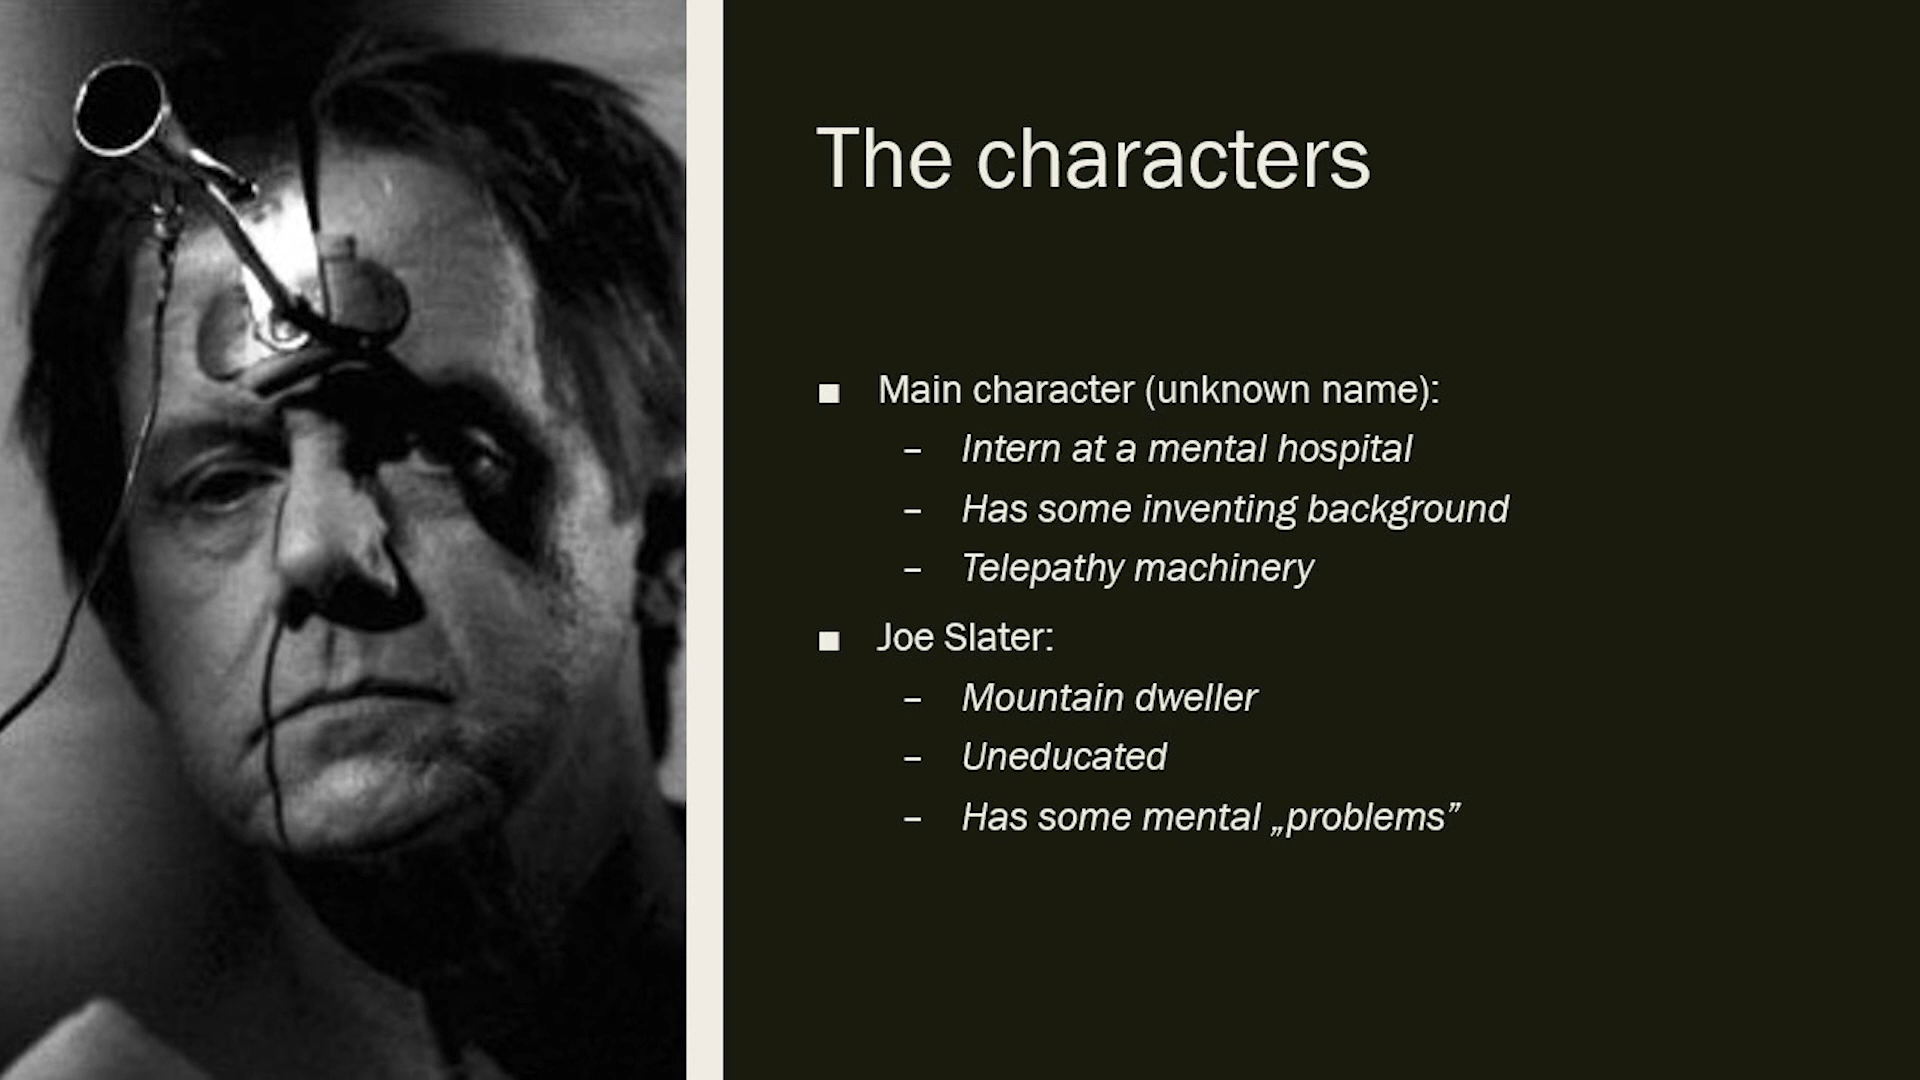 The characters
▪ Main character (unknown name):
– Intern at a mental hospital
– Has some inventing background
– Telepathy machinery
▪ Joe Slater:
– Mountain dweller
– Uneducated
– Has some mental „problems”